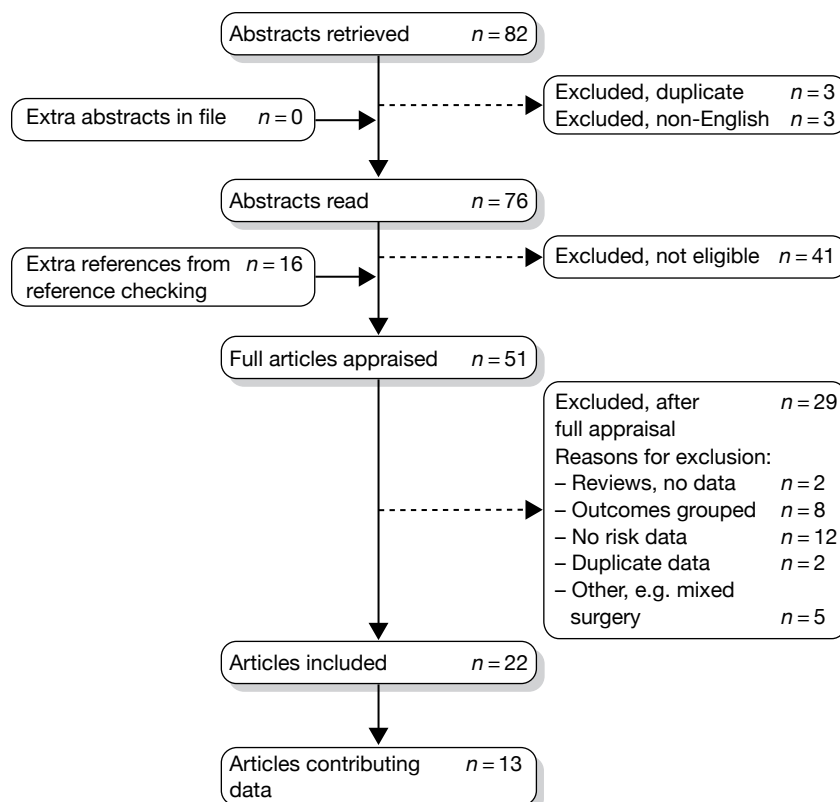 Abstracts retrieved n = 82
Excluded, duplicate n = 3
Excluded, non-English n = 3
Extra abstracts in file n = 0
Abstracts read n = 76
Excluded, not eligible n = 41
Extra references from n = 16
reference checking
Full articles appraised n = 51
Excluded, after n = 29
full appraisal
Reasons for exclusion:
– Reviews, no data n = 2
– Outcomes grouped n = 8
– No risk data n = 12
– Duplicate data n = 2
– Other, e.g. mixed
surgery n = 5
Articles included n = 22
Articles contributing n = 13
data